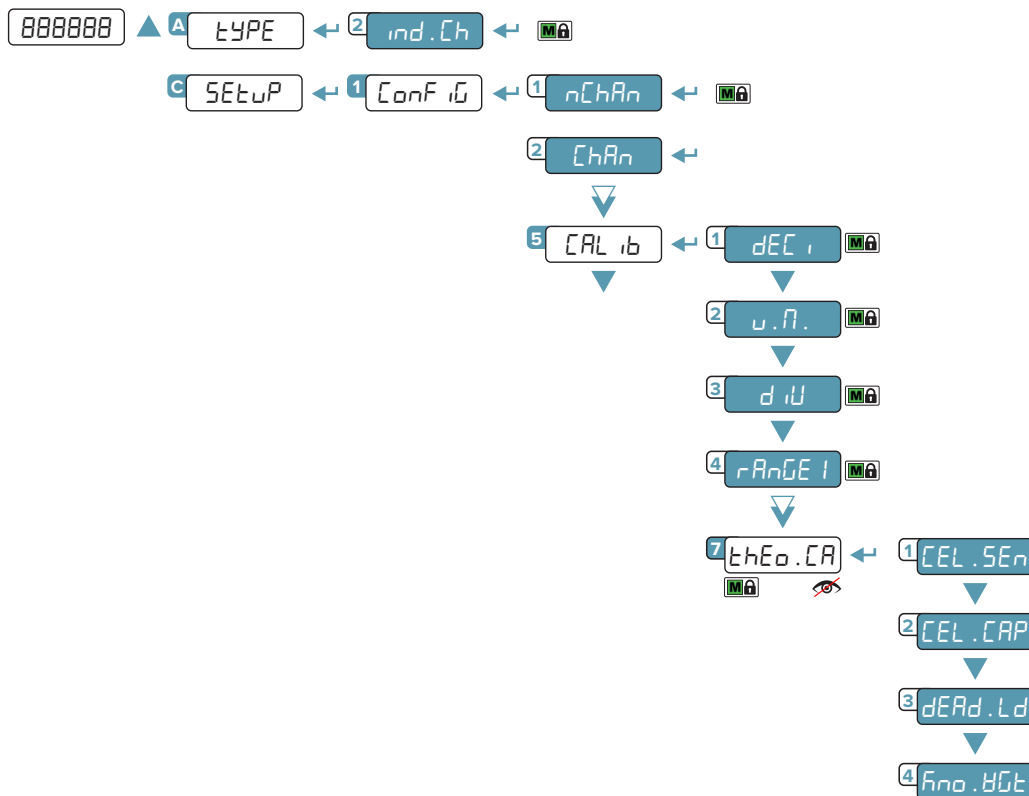 888888 A tYPE 2 ind.Ch M
C SEtuP 1 ConFiG 1 nChAn M
2 ChAn
5 CALib 1 dECi M
2 u.M. M
3 diV M
4 rAnGE1 M
7 thEo.CA 1 CEL.SEn
M
2 CEL.CAP
3 dEAd.Ld
4 kno.WGt